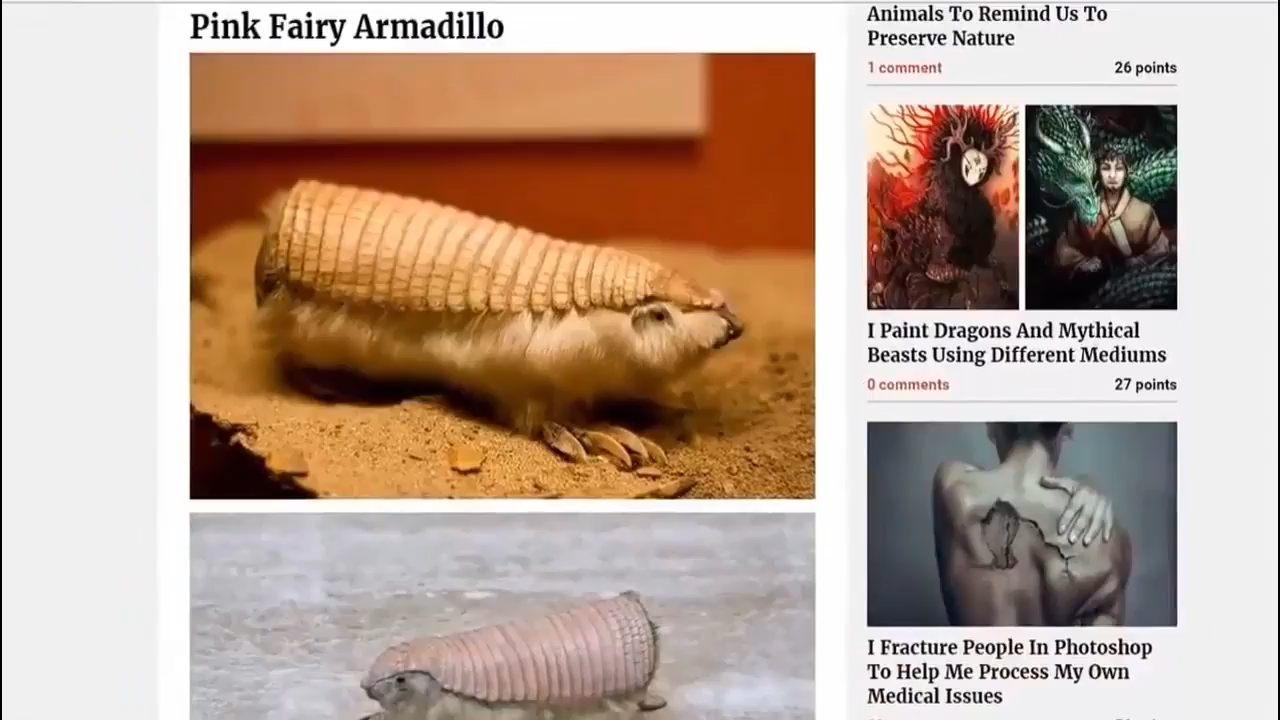 Pink Fairy Armadillo
Animals To Remind Us To
Preserve Nature
1 comment 26 points
I Paint Dragons And Mythical
Beasts Using Different Mediums
0 comments 27 points
I Fracture People In Photoshop
To Help Me Process My Own
Medical Issues